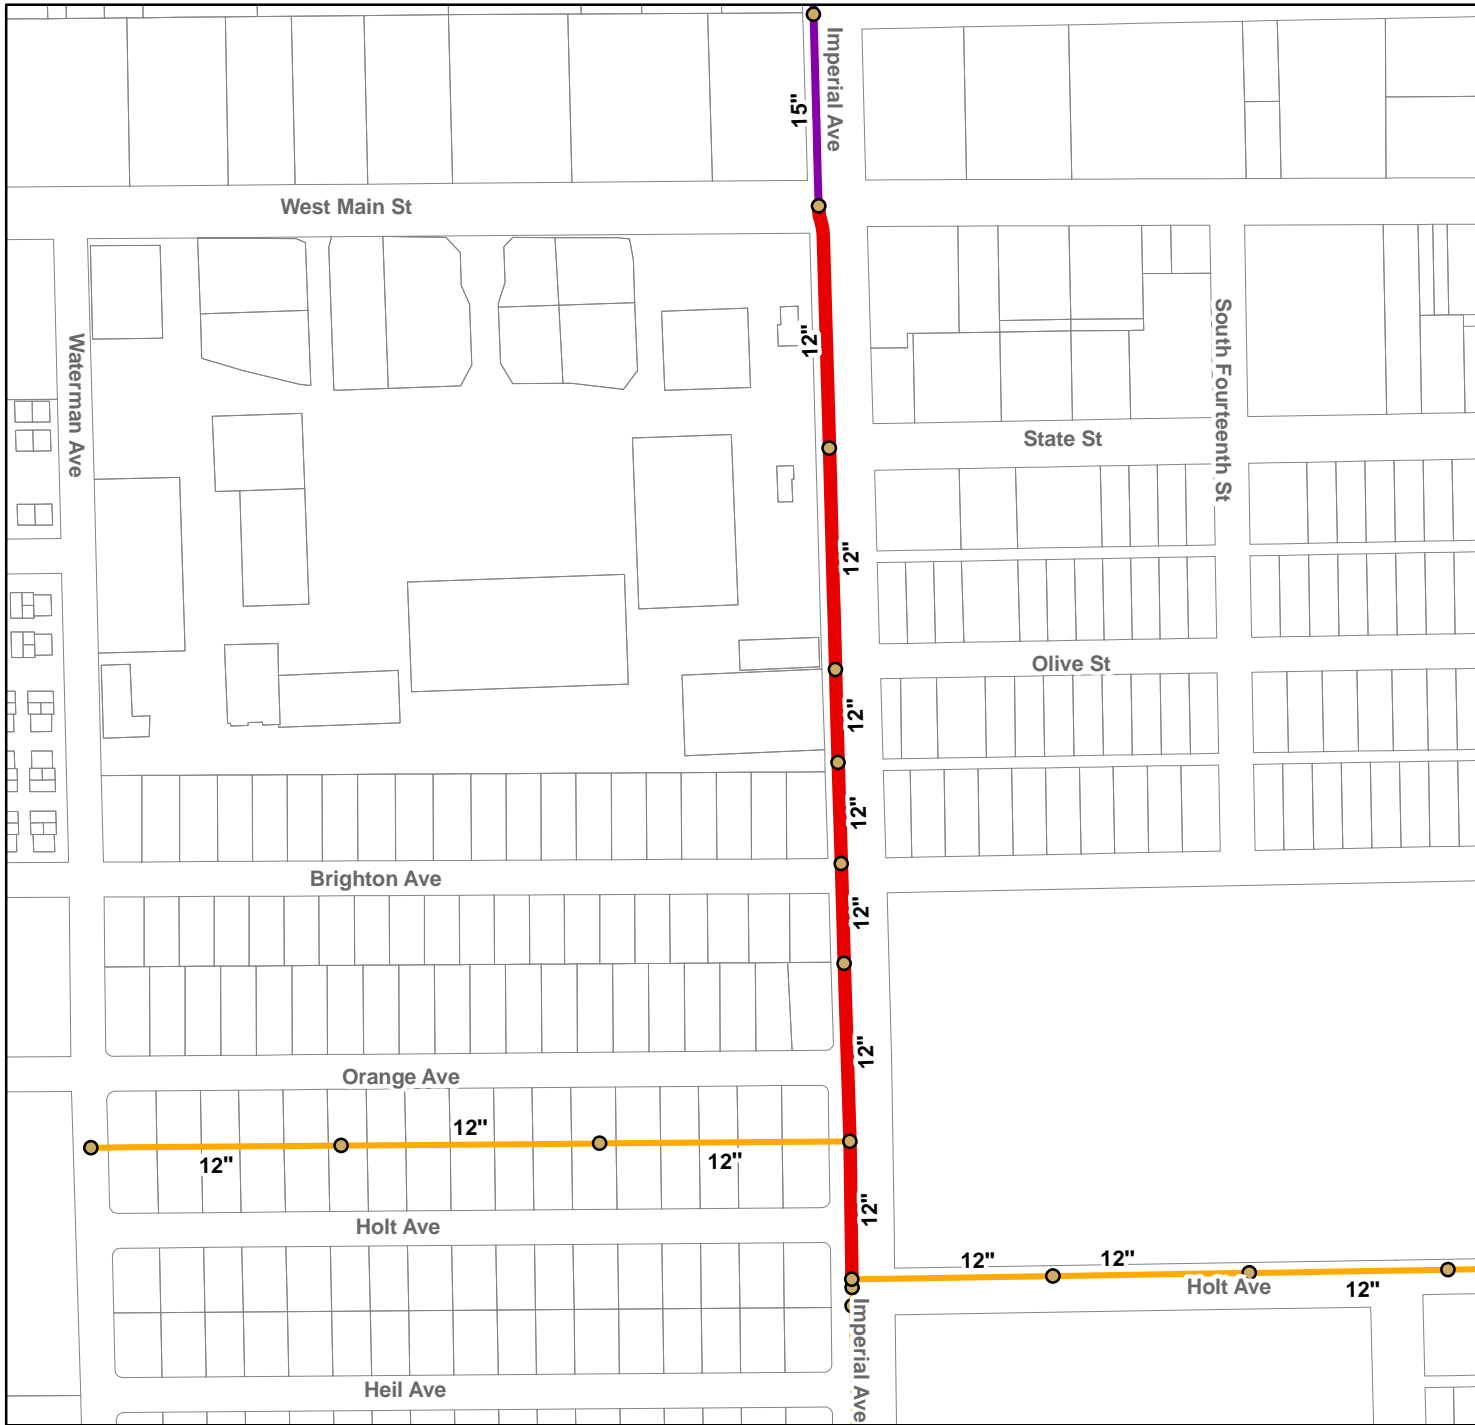 Imperial Ave
15"
West Main St
12"
South Fourteenth St
Waterman Ave
State St
12"
Olive St
12"
12"
Brighton Ave
12"
12"
Orange Ave
12"
12"
12"
12"
Holt Ave
12"
12"
Holt Ave
12"
Imperial Ave
Heil Ave